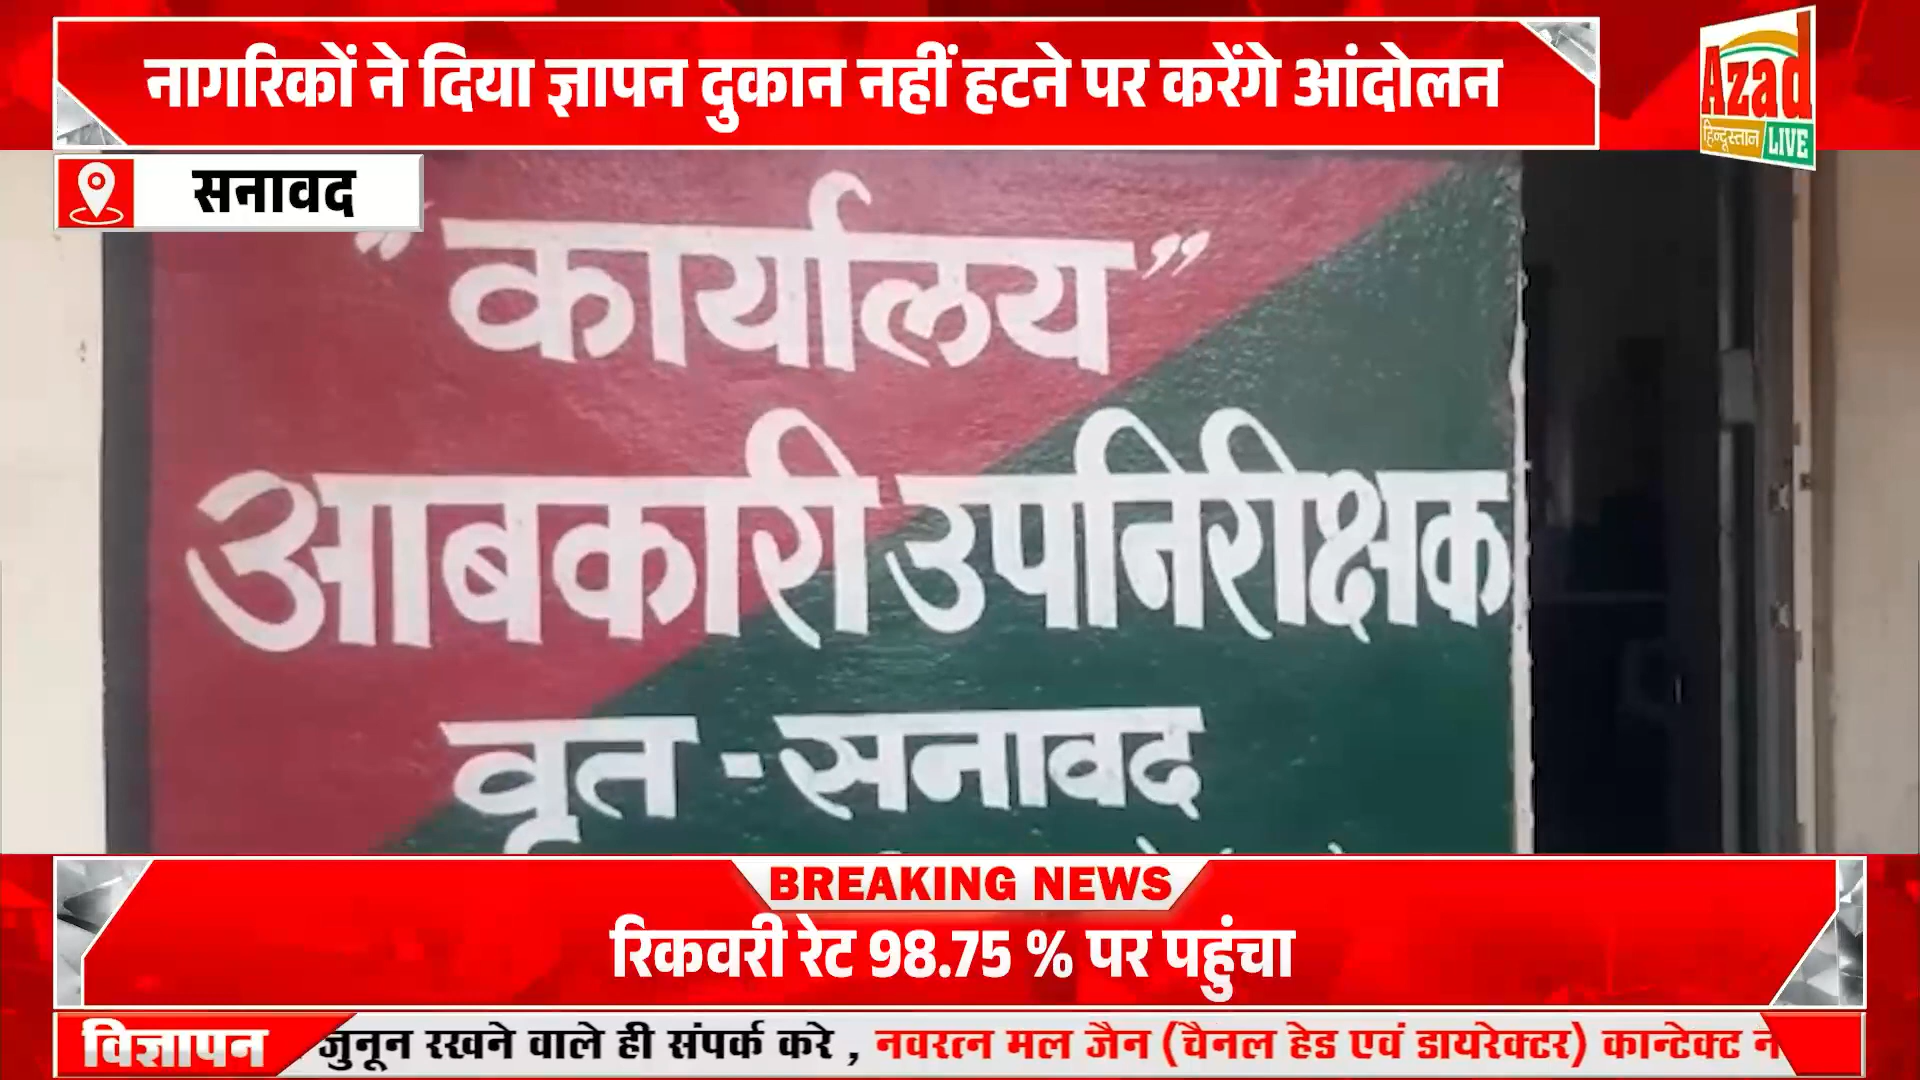 नागरिकों ने दिया ज्ञापन दुकान नहीं हटने पर करेंगे आंदोलन
Azad
हिन्दूस्तान LIVE
सनावद
“कार्यालय”
आबकारी उपनिरीक्षक
वृत - सनावद
BREAKING NEWS
रिकवरी रेट 98.75 % पर पहुंचा
विज्ञापन जुनून रखने वाले ही संपर्क करे , नवरत्न मल जैन (चैनल हेड एवं डायरेक्टर) कान्टेक्ट